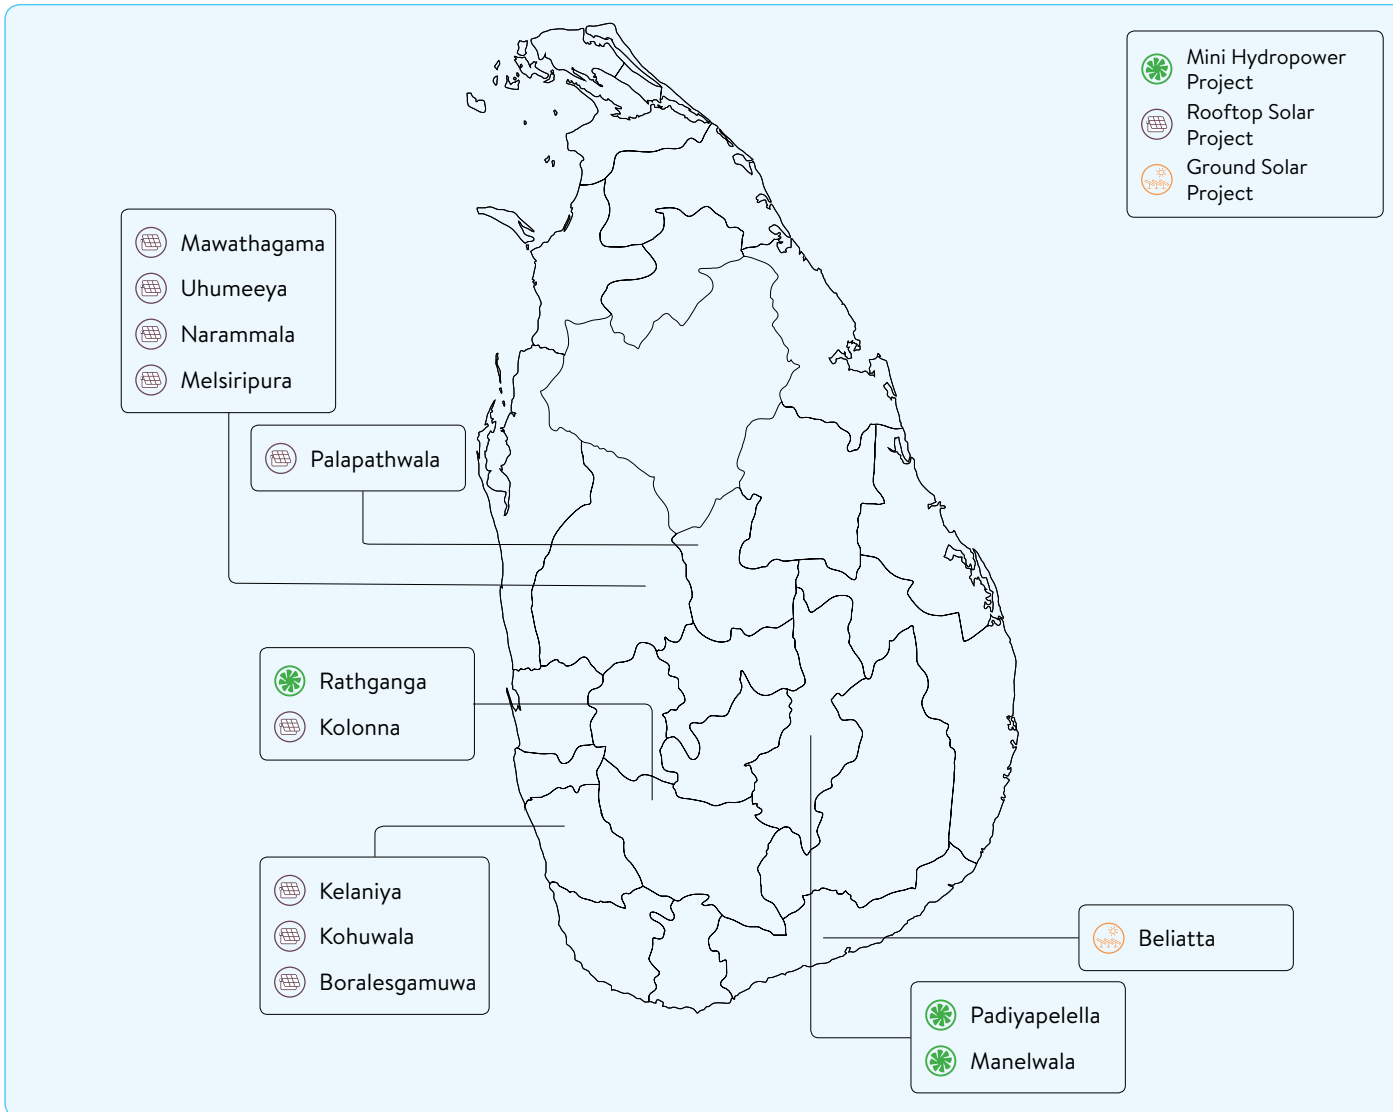 Mini Hydropower
Project
Rooftop Solar
Project
Ground Solar
Project
Mawathagama
Uhumeeya
Narammala
Melsiripura
Palapathwala
Rathganga
Kolonna
Kelaniya
Kohuwala
Boralesgamuwa
Beliatta
Padiyapelella
Manelwala